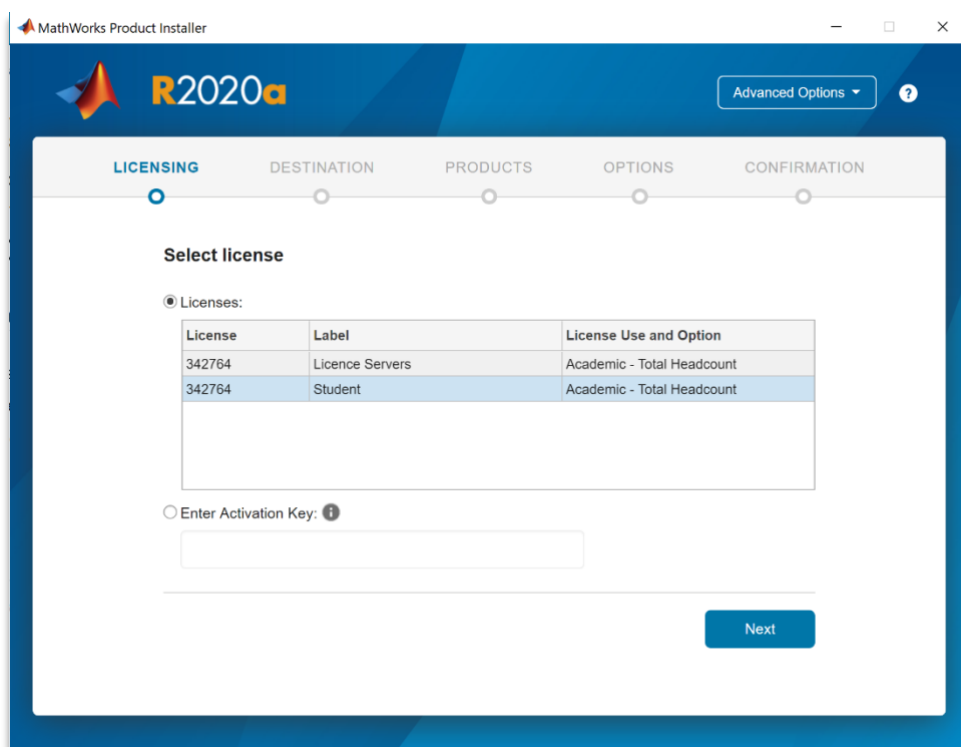 MathWorks Product Installer
R2020a
Advanced Options
?
LICENSING DESTINATION PRODUCTS OPTIONS CONFIRMATION
Select license
Licenses:
License Label License Use and Option
342764 Licence Servers Academic - Total Headcount
342764 Student Academic - Total Headcount
Enter Activation Key: i
Next